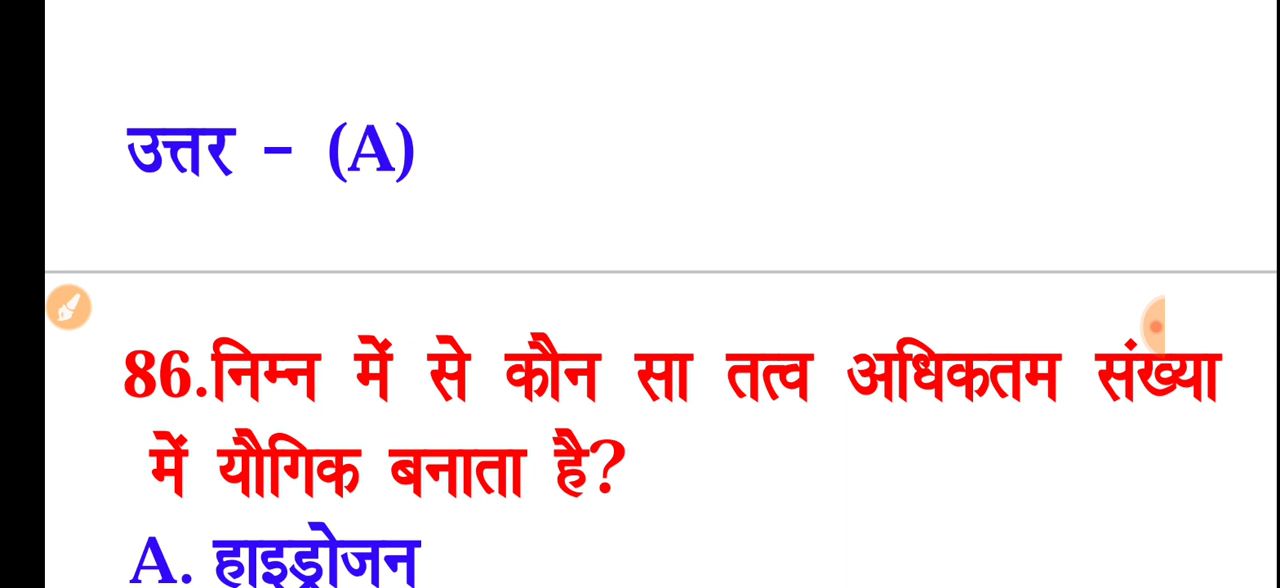 उत्तर - (A)
86.निम्न में से कौन सा तत्व अधिकतम संख्या
में यौगिक बनाता है?
A. हाइड्रोजन